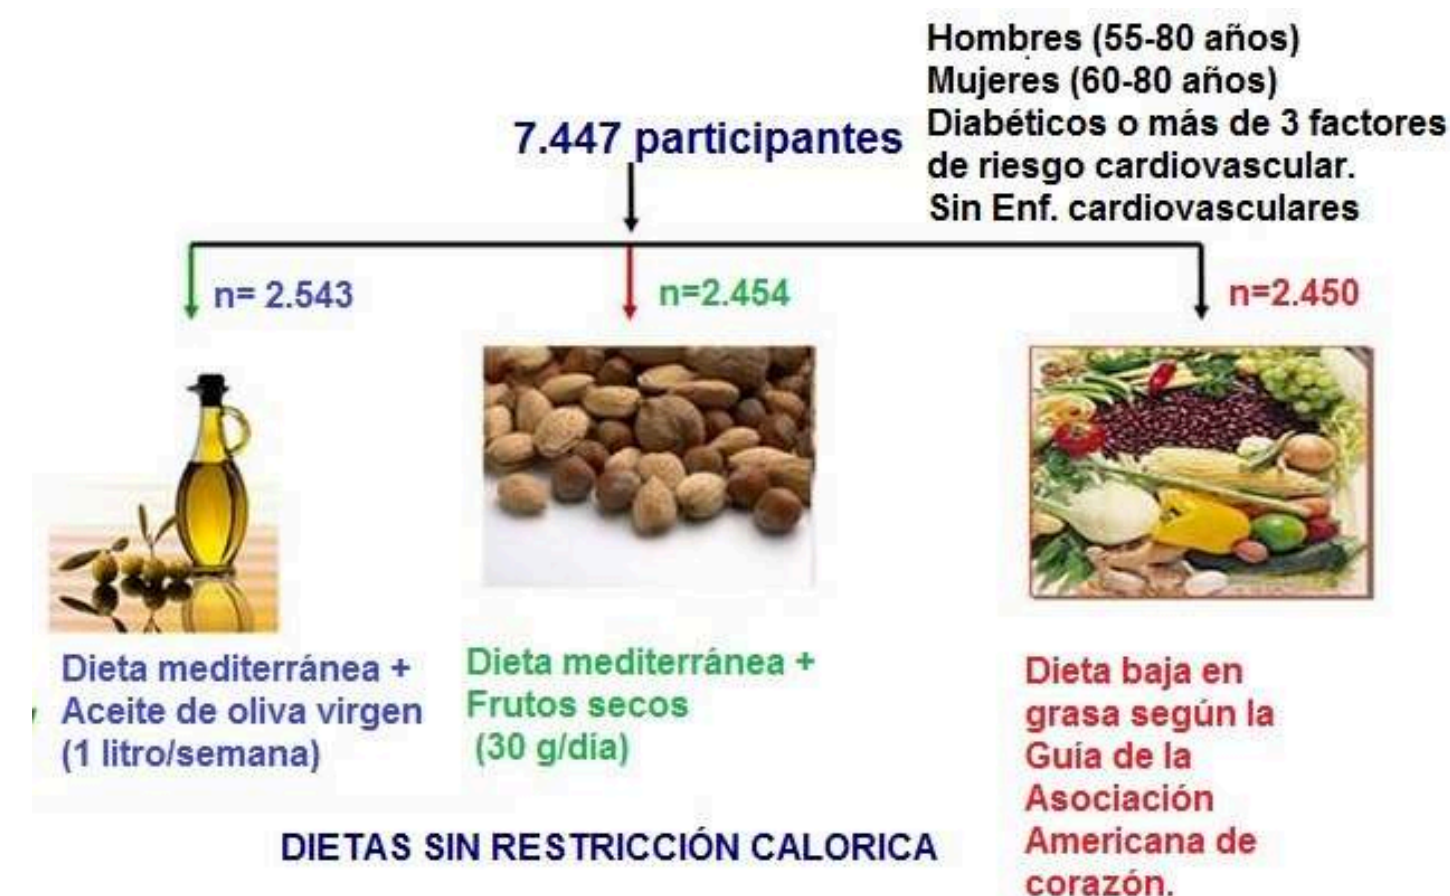 Hombres (55-80 años)
Mujeres (60-80 años)
Diabéticos o más de 3 factores
de riesgo cardiovascular.
Sin Enf. cardiovasculares
7.447 participantes
n= 2.543
n=2.454
n=2.450
Dieta mediterránea +
Aceite de oliva virgen
(1 litro/semana)
Dieta mediterránea +
Frutos secos
(30 g/día)
Dieta baja en
grasa según la
Guía de la
Asociación
Americana de
corazón.
DIETAS SIN RESTRICCIÓN CALORICA